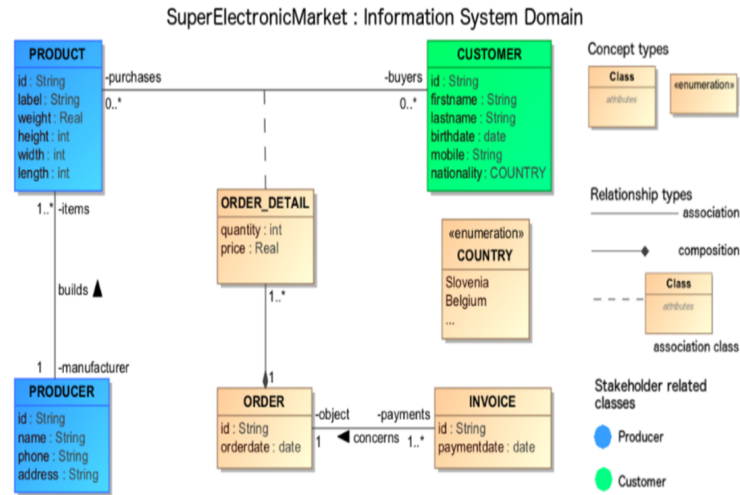 SuperElectronicMarket : Information System Domain
PRODUCT
id : String
label : String
weight : Real
height : int
width : int
length : int
-purchases
0..*
-buyers
0..*
CUSTOMER
id : String
firstname : String
lastname : String
birthdate : date
mobile : String
nationality : COUNTRY
Concept types
Class
attributes
«enumeration»
1..* -items
builds
1 -manufacturer
ORDER_DETAIL
quantity : int
price : Real
1..*
1
«enumeration»
COUNTRY
Slovenia
Belgium
...
Relationship types
association
composition
Class
attributes
association class
PRODUCER
id : String
name : String
phone : String
address : String
ORDER
id : String
orderdate : date
-object
1
concerns
-payments
1..*
INVOICE
id : String
paymentdate : date
Stakeholder related
classes
Producer
Customer